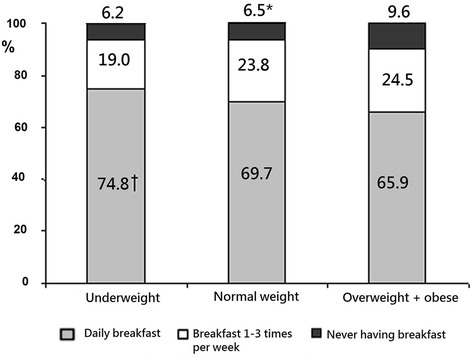 6.2 6.5* 9.6
100
%
19.0 23.8 24.5
80
60
74.8† 69.7 65.9
40
20
0
Underweight Normal weight Overweight + obese
Daily breakfast Breakfast 1-3 times Never having breakfast
per week